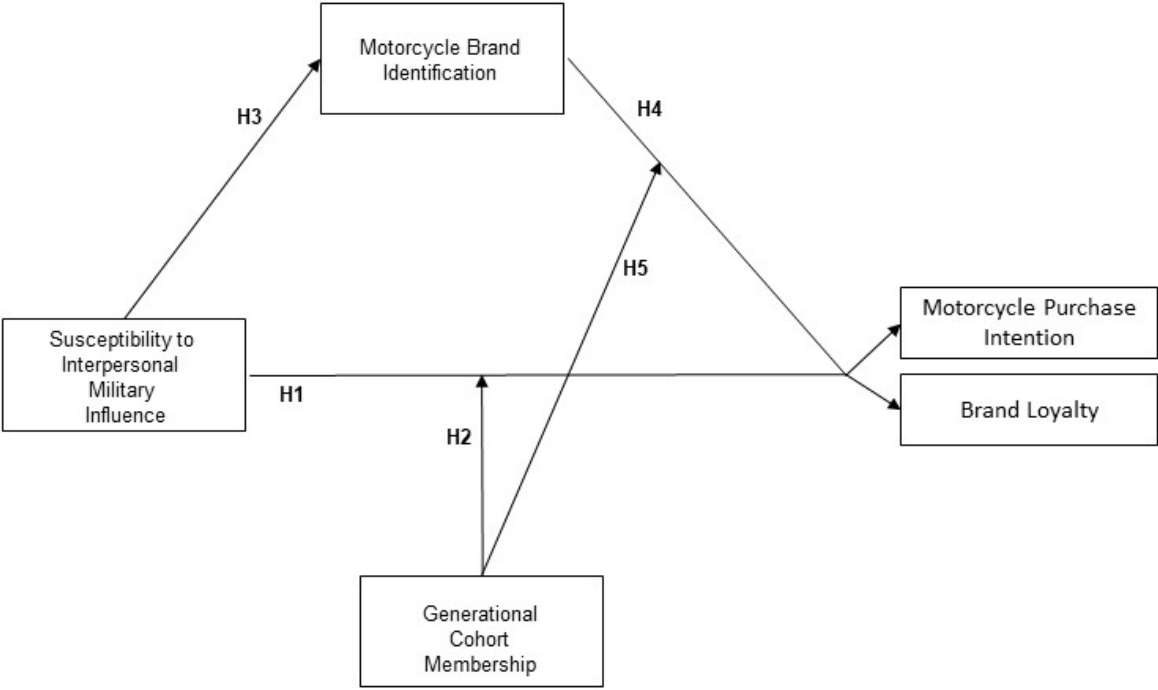 Motorcycle Brand
Identification
H3
H4
H5
Susceptibility to
Interpersonal
Military
Influence
H1
H2
Motorcycle Purchase
Intention
Brand Loyalty
Generational
Cohort
Membership